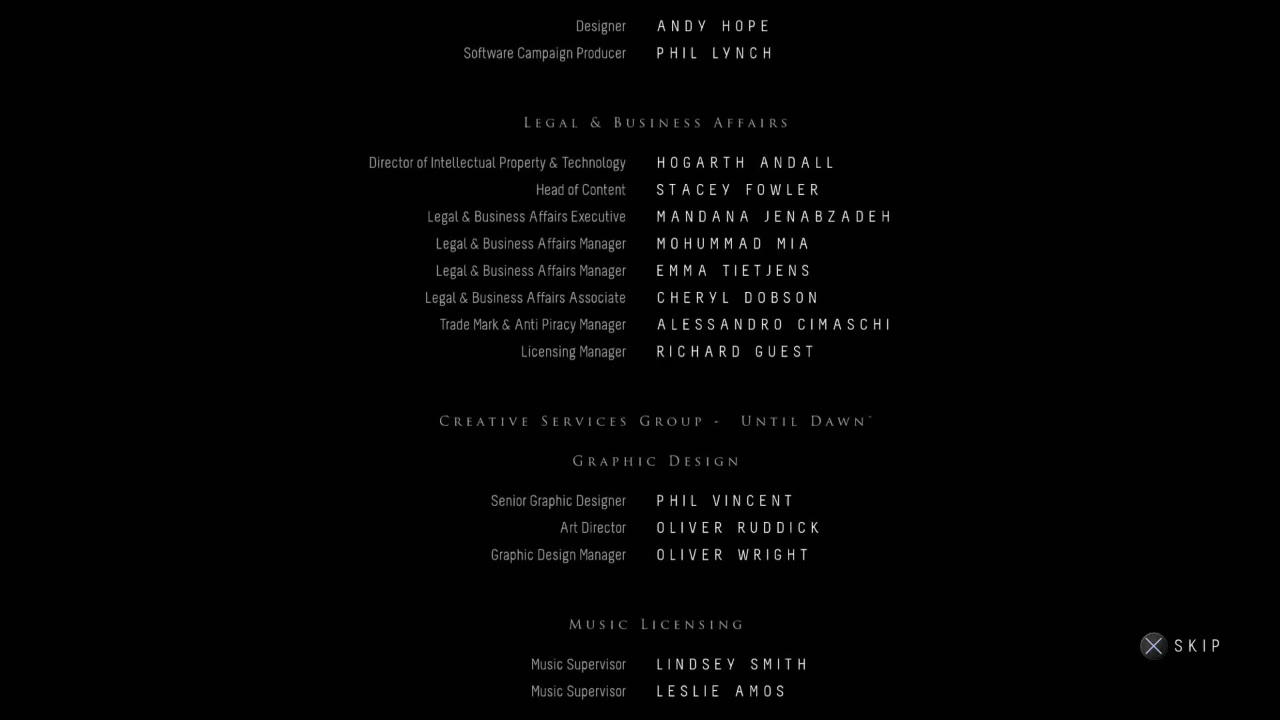 Designer ANDY HOPE
Software Campaign Producer PHIL LYNCH
LEGAL & BUSINESS AFFAIRS
Director of Intellectual Property & Technology HOGARTH ANDALL
Head of Content STACEY FOWLER
Legal & Business Affairs Executive MANDANA JENABZADEH
Legal & Business Affairs Manager MOHUMMAD MIA
Legal & Business Affairs Manager EMMA TIETJENS
Legal & Business Affairs Associate CHERYL DOBSON
Trade Mark & Anti Piracy Manager ALESSANDRO CIMASCHI
Licensing Manager RICHARD GUEST
CREATIVE SERVICES GROUP - UNTIL DAWN™
GRAPHIC DESIGN
Senior Graphic Designer PHIL VINCENT
Art Director OLIVER RUDDICK
Graphic Design Manager OLIVER WRIGHT
MUSIC LICENSING
SKIP
Music Supervisor LINDSEY SMITH
Music Supervisor LESLIE AMOS